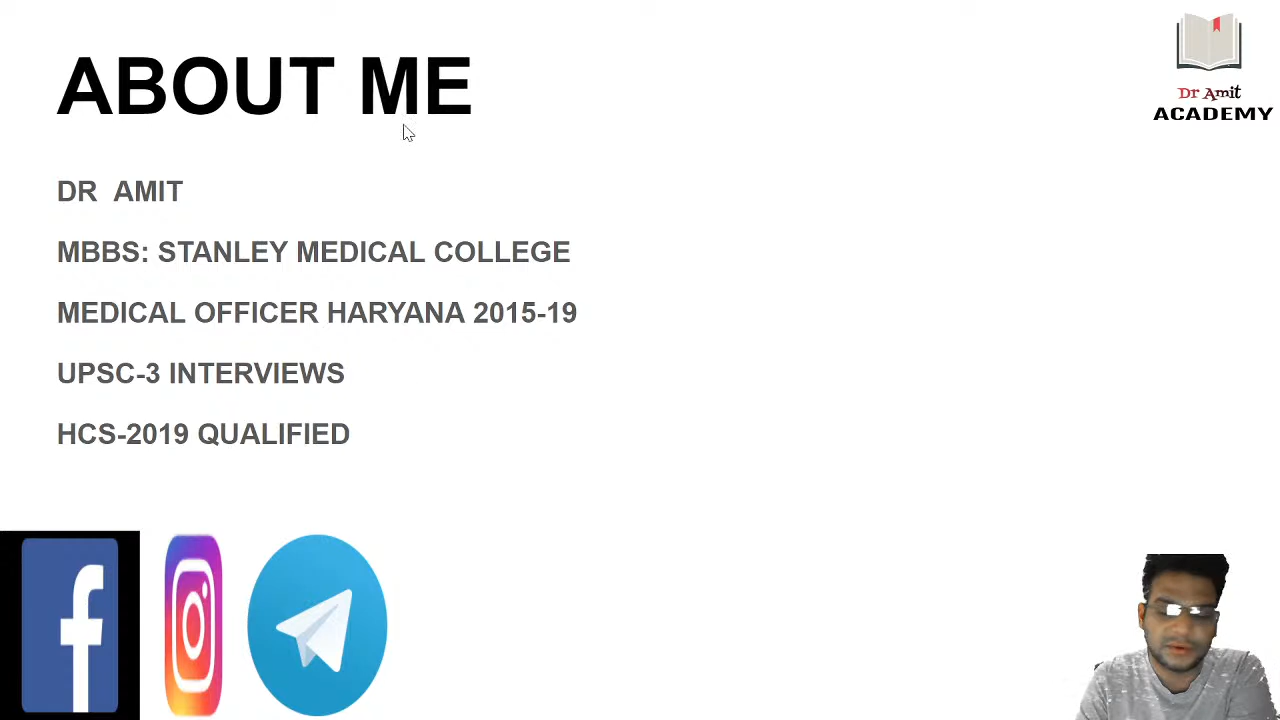 ABOUT ME
Dr Amit
ACADEMY
DR AMIT
MBBS: STANLEY MEDICAL COLLEGE
MEDICAL OFFICER HARYANA 2015-19
UPSC-3 INTERVIEWS
HCS-2019 QUALIFIED